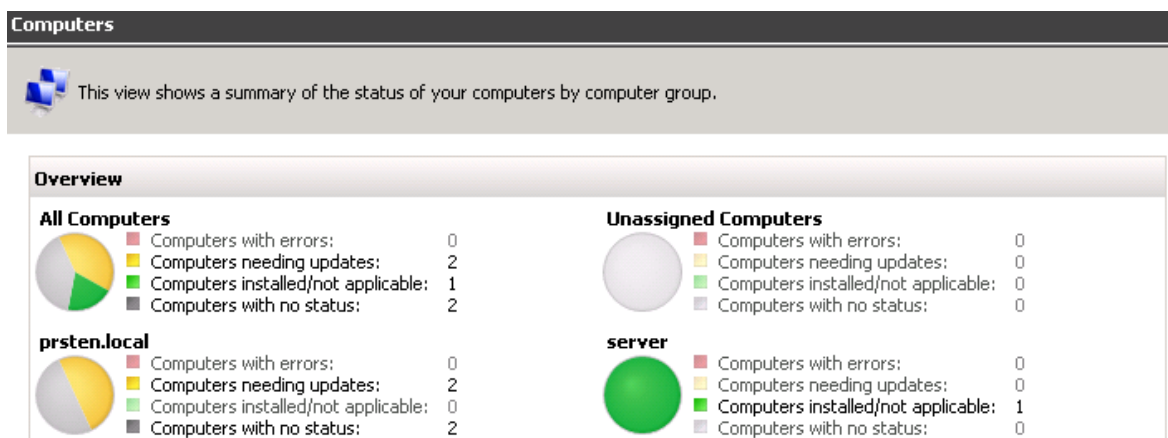 Computers
This view shows a summary of the status of your computers by computer group.
Overview
All Computers
Computers with errors: 0
Computers needing updates: 2
Computers installed/not applicable: 1
Computers with no status: 2
Unassigned Computers
Computers with errors: 0
Computers needing updates: 0
Computers installed/not applicable: 0
Computers with no status: 0
prsten.local
Computers with errors: 0
Computers needing updates: 2
Computers installed/not applicable: 0
Computers with no status: 2
server
Computers with errors: 0
Computers needing updates: 0
Computers installed/not applicable: 1
Computers with no status: 0